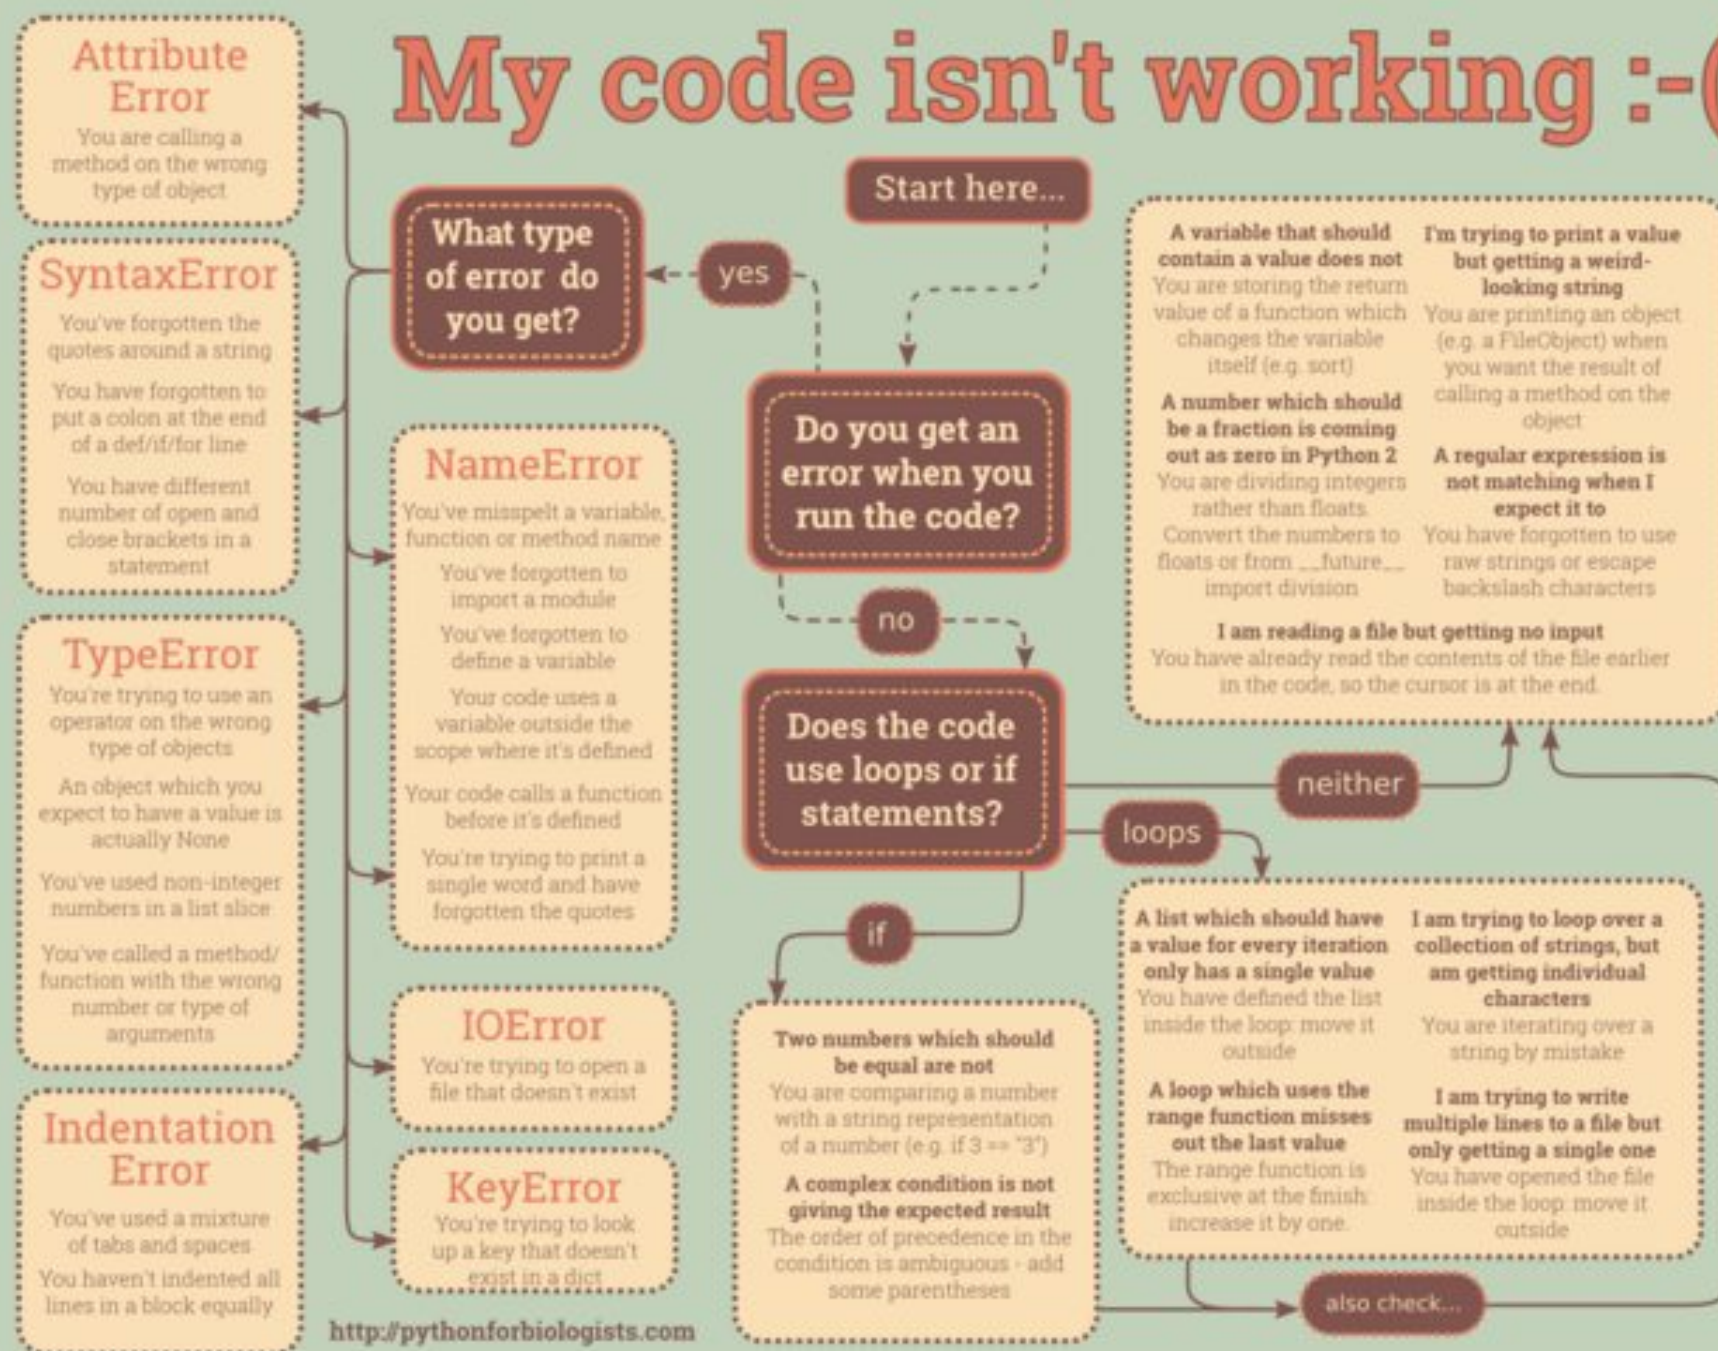 My code isn't working :-(
Start here...
Do you get an
error when you
run the code?
yes
What type
of error do
you get?
Attribute
Error
You are calling a
method on the wrong
type of object
SyntaxError
You've forgotten the
quotes around a string
You have forgotten to
put a colon at the end
of a def/if/for line
You have different
number of open and
close brackets in a
statement
TypeError
You're trying to use an
operator on the wrong
type of objects
An object which you
expect to have a value is
actually None
You've used non-integer
numbers in a list slice
You've called a method/
function with the wrong
number or type of
arguments
Indentation
Error
You've used a mixture
of tabs and spaces
You haven't indented all
lines in a block equally
NameError
You've misspelt a variable,
function or method name
You've forgotten to
import a module
You've forgotten to
define a variable
Your code uses a
variable outside the
scope where it's defined
Your code calls a function
before it's defined
You're trying to print a
single word and have
forgotten the quotes
IOError
You're trying to open a
file that doesn't exist
KeyError
You're trying to look
up a key that doesn't
exist in a dict
http://pythonforbiologists.com
no
Does the code
use loops or if
statements?
neither
loops
if
A variable that should
contain a value does not
You are storing the return
value of a function which
changes the variable
itself (e.g. sort)
A number which should
be a fraction is coming
out as zero in Python 2
You are dividing integers
rather than floats.
Convert the numbers to
floats or from __future__
import division
I'm trying to print a value
but getting a weird-
looking string
You are printing an object
(e.g. a FileObject) when
you want the result of
calling a method on the
object
A regular expression is
not matching when I
expect it to
You have forgotten to use
raw strings or escape
backslash characters
I am reading a file but getting no input
You have already read the contents of the file earlier
in the code, so the cursor is at the end.
Two numbers which should
be equal are not
You are comparing a number
with a string representation
of a number (e.g. if 3 == "3")
A complex condition is not
giving the expected result
The order of precedence in the
condition is ambiguous - add
some parentheses
A list which should have
a value for every iteration
only has a single value
You have defined the list
inside the loop: move it
outside
A loop which uses the
range function misses
out the last value
The range function is
exclusive at the finish:
increase it by one.
I am trying to loop over a
collection of strings, but
am getting individual
characters
You are iterating over a
string by mistake
I am trying to write
multiple lines to a file but
only getting a single one
You have opened the file
inside the loop: move it
outside
also check...